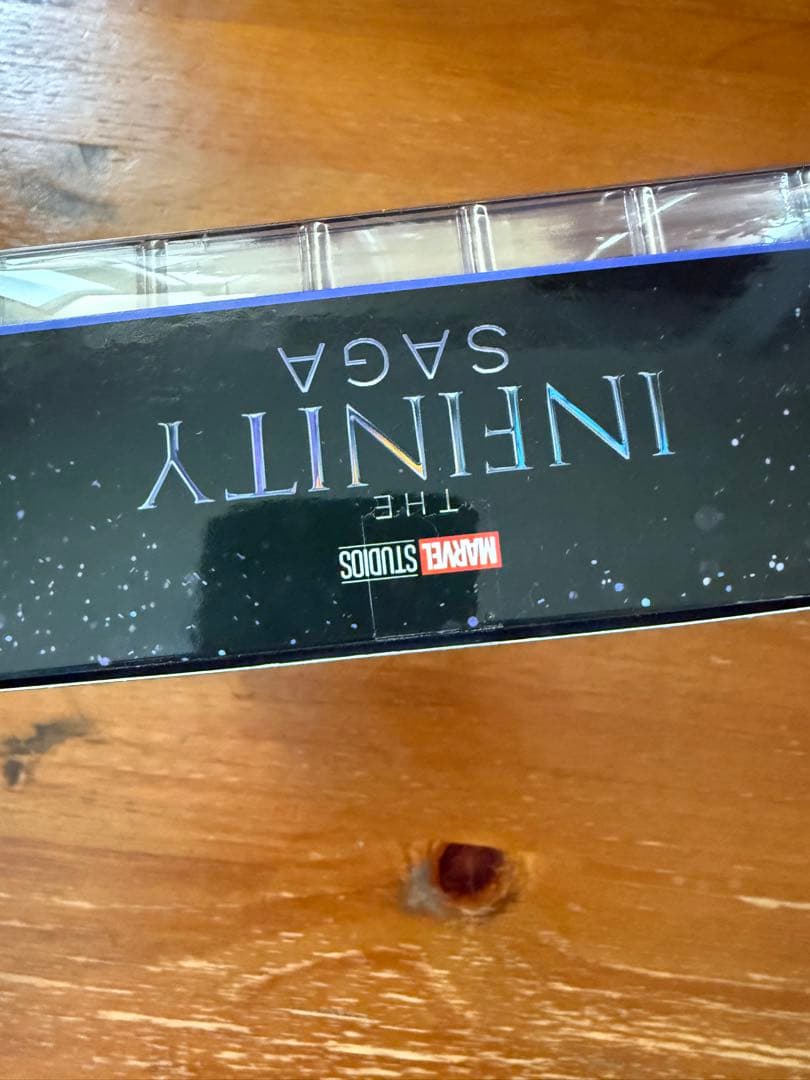 MARVEL STUDIOS
THE
INFINITY
SAGA